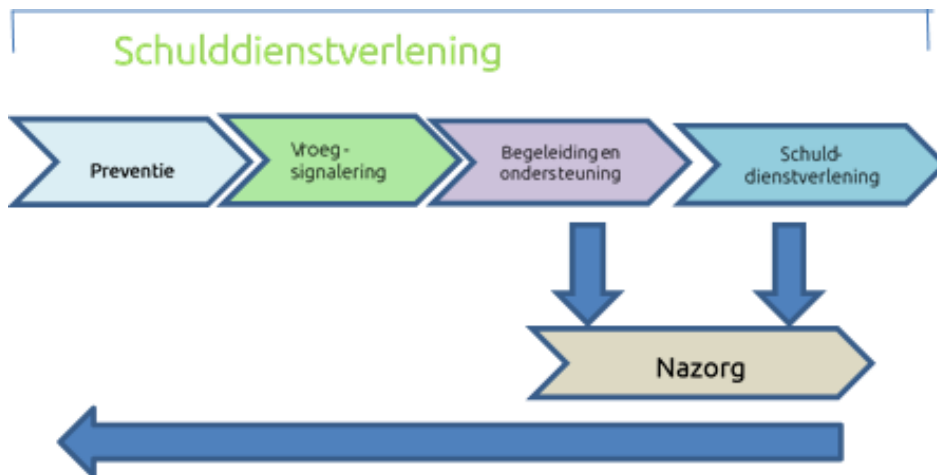 Schulddienstverlening
Preventie
Vroeg-
signalering
Begeleiding en
ondersteuning
Schuld-
dienstverlening
Nazorg